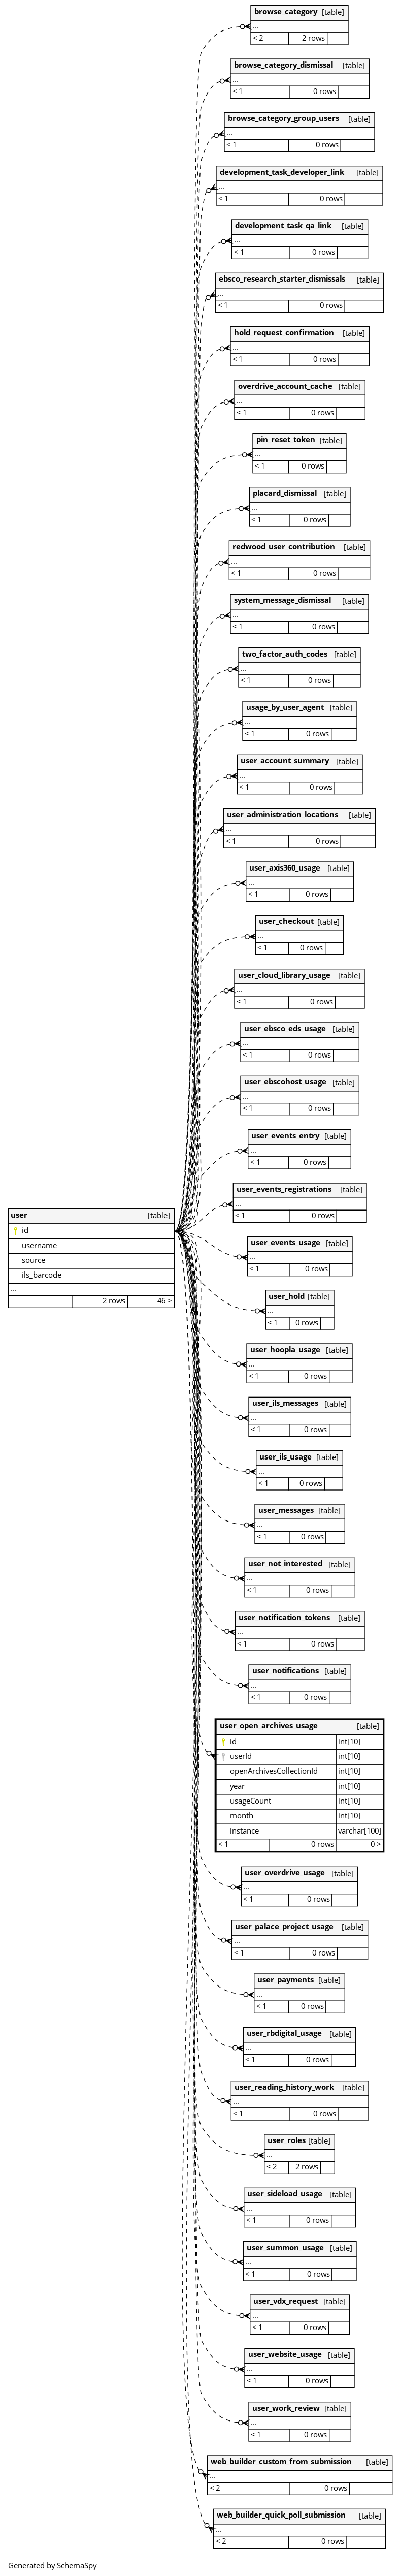 browse_category [table]
...
< 2 2 rows
browse_category_dismissal [table]
...
< 1 0 rows
browse_category_group_users [table]
...
< 1 0 rows
development_task_developer_link [table]
...
< 1 0 rows
development_task_qa_link [table]
...
< 1 0 rows
ebsco_research_starter_dismissals [table]
...
< 1 0 rows
hold_request_confirmation [table]
...
< 1 0 rows
overdrive_account_cache [table]
...
< 1 0 rows
pin_reset_token [table]
...
< 1 0 rows
placard_dismissal [table]
...
< 1 0 rows
redwood_user_contribution [table]
...
< 1 0 rows
system_message_dismissal [table]
...
< 1 0 rows
two_factor_auth_codes [table]
...
< 1 0 rows
usage_by_user_agent [table]
...
< 1 0 rows
user_account_summary [table]
...
< 1 0 rows
user_administration_locations [table]
...
< 1 0 rows
user_axis360_usage [table]
...
< 1 0 rows
user_checkout [table]
...
< 1 0 rows
user_cloud_library_usage [table]
...
< 1 0 rows
user_ebsco_eds_usage [table]
...
< 1 0 rows
user_ebscohost_usage [table]
...
< 1 0 rows
user_events_entry [table]
...
< 1 0 rows
user_events_registrations [table]
...
< 1 0 rows
user [table]
id
username
source
ils_barcode
...
2 rows 46 >
user_events_usage [table]
...
< 1 0 rows
user_hold [table]
...
< 1 0 rows
user_hoopla_usage [table]
...
< 1 0 rows
user_ils_messages [table]
...
< 1 0 rows
user_ils_usage [table]
...
< 1 0 rows
user_messages [table]
...
< 1 0 rows
user_not_interested [table]
...
< 1 0 rows
user_notification_tokens [table]
...
< 1 0 rows
user_notifications [table]
...
< 1 0 rows
user_open_archives_usage [table]
id int[10]
userId int[10]
openArchivesCollectionId int[10]
year int[10]
usageCount int[10]
month int[10]
instance varchar[100]
< 1 0 rows 0 >
user_overdrive_usage [table]
...
< 1 0 rows
user_palace_project_usage [table]
...
< 1 0 rows
user_payments [table]
...
< 1 0 rows
user_rbdigital_usage [table]
...
< 1 0 rows
user_reading_history_work [table]
...
< 1 0 rows
user_roles [table]
...
< 2 2 rows
user_sideload_usage [table]
...
< 1 0 rows
user_summon_usage [table]
...
< 1 0 rows
user_vdx_request [table]
...
< 1 0 rows
user_website_usage [table]
...
< 1 0 rows
user_work_review [table]
...
< 1 0 rows
web_builder_custom_from_submission [table]
...
< 2 0 rows
web_builder_quick_poll_submission [table]
...
< 2 0 rows
Generated by SchemaSpy